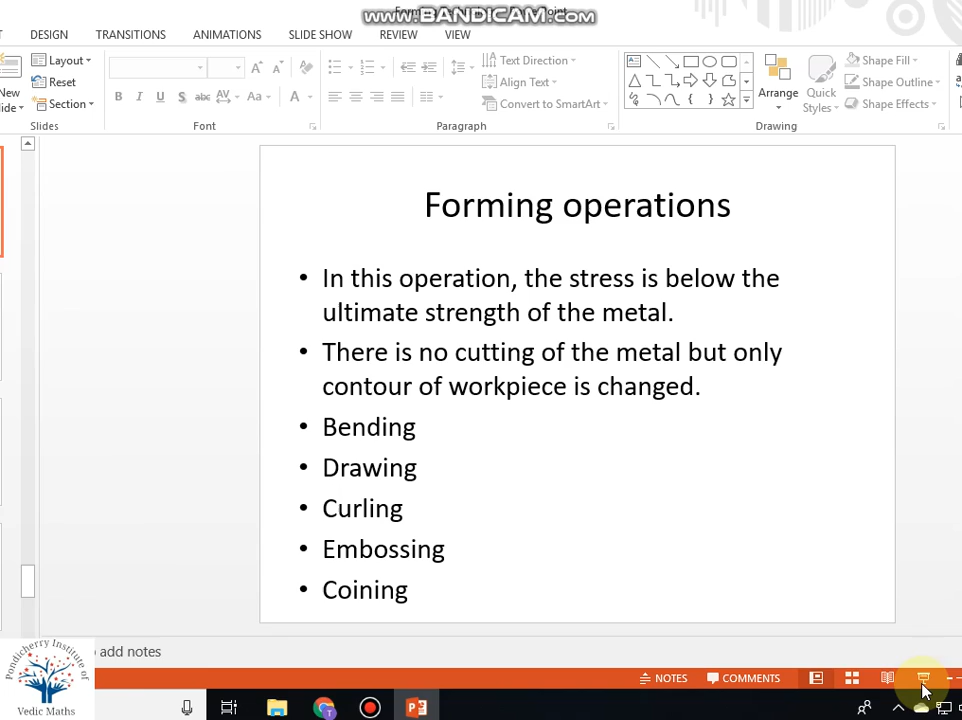 www.BANDICAM.com
DESIGN TRANSITIONS ANIMATIONS SLIDE SHOW REVIEW VIEW
Layout
Reset
New
Section
Slides
B I U S abc AV Aa A
Font
Text Direction
Align Text
Convert to SmartArt
Paragraph
Arrange
Quick
Styles
Shape Fill
Shape Outline
Shape Effects
Drawing
Forming operations
• In this operation, the stress is below the
ultimate strength of the metal.
• There is no cutting of the metal but only
contour of workpiece is changed.
• Bending
• Drawing
• Curling
• Embossing
• Coining
add notes
NOTES COMMENTS
Pondicherry Institute of
Vedic Maths